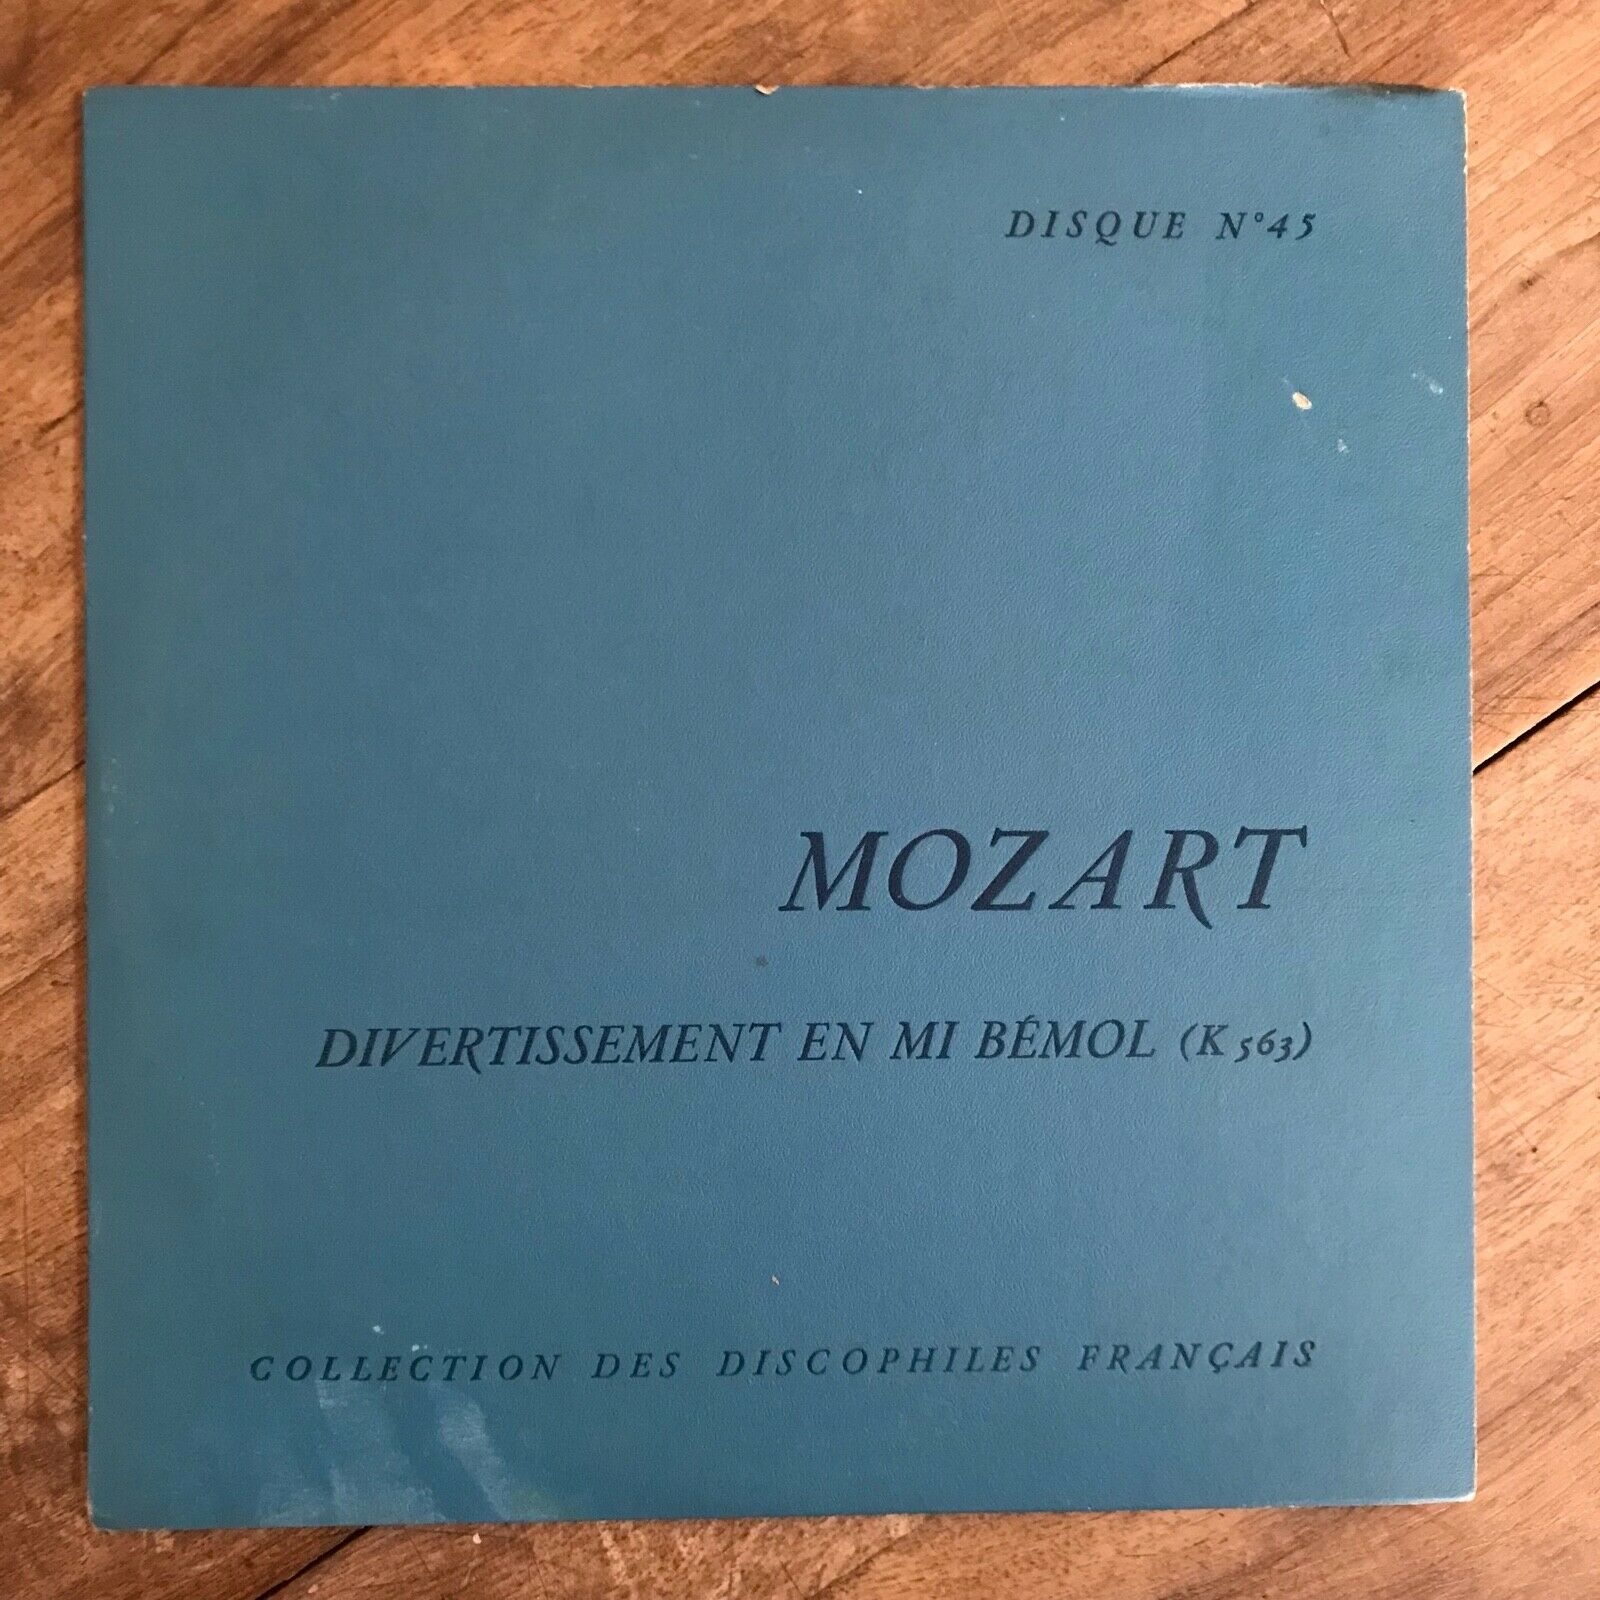 DISQUE N°45
MOZART
DIVERTISSEMENT EN MI BÉMOL (K 563)
COLLECTION DES DISCOPHILES FRANÇAIS